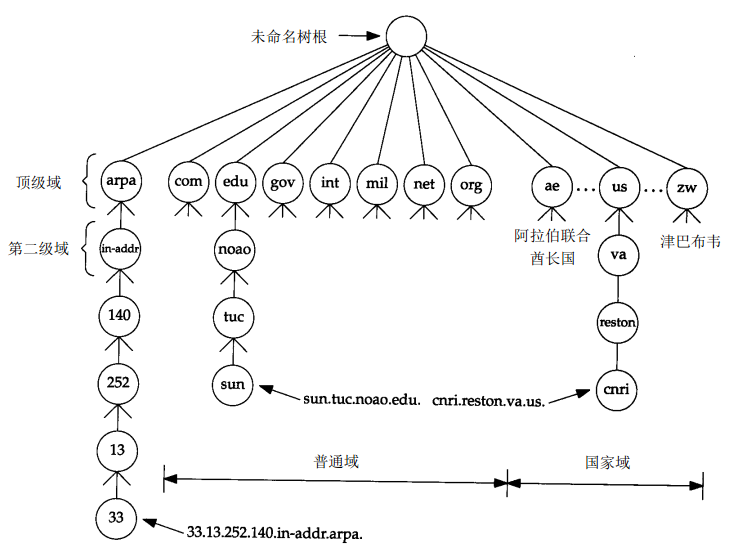 未命名树根
顶级域
arpa
com
edu
gov
int
mil
net
org
ae
...
us
...
zw
第二级域
in-addr
noao
阿拉伯联合
酋长国
va
津巴布韦
140
tuc
reston
252
sun
sun.tuc.noao.edu.
cnri.reston.va.us.
cnri
13
普通域
国家域
33
33.13.252.140.in-addr.arpa.